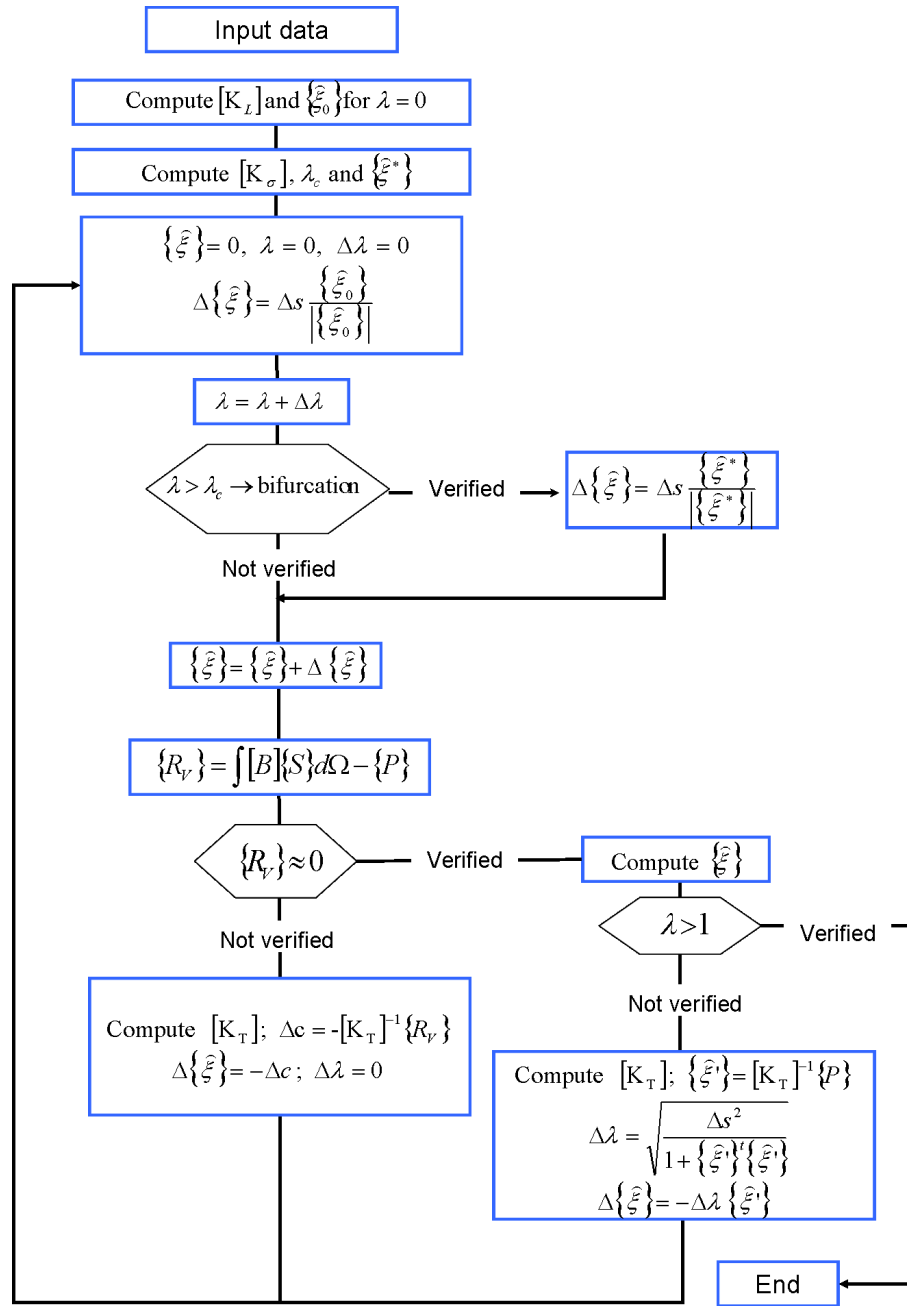 Input data
Compute [K_L] and {ξ̂_0} for λ = 0
Compute [K_σ], λ_c and {ξ̂*}
{ξ̂} = 0, λ = 0, Δλ = 0
Δ{ξ̂} = Δs {ξ̂_0} / |{ξ̂_0}|
λ = λ + Δλ
λ > λ_c → bifurcation
Verified
Δ{ξ̂} = Δs {ξ̂*} / |{ξ̂*}|
Not verified
{ξ̂} = {ξ̂} + Δ {ξ̂}
{R_V} = ∫[B]{S}dΩ − {P}
{R_V} ≈ 0
Verified
Compute {ξ̂}
λ > 1
Verified
Not verified
Not verified
Compute [K_T]; Δc = -[K_T]⁻¹{R_V}
Δ{ξ̂} = −Δc ; Δλ = 0
Compute [K_T]; {ξ̂'} = [K_T]⁻¹{P}
Δλ = √(Δs² / (1 + {ξ̂'}ᵗ{ξ̂'}))
Δ{ξ̂} = −Δλ {ξ̂'}
End